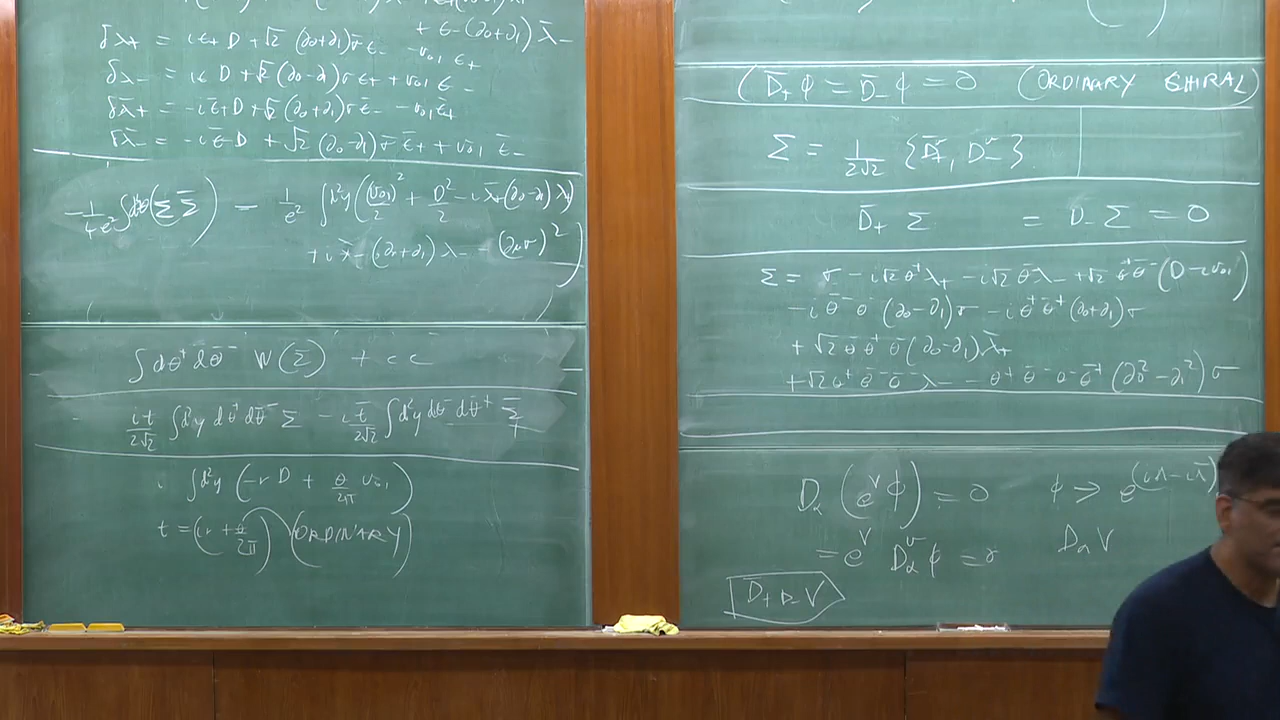 + ε-(∂0+∂1) λ̄-
δλ+ = iε+ D + √2 (∂0+∂1)σ̄ ε- - v01 ε+
δλ- = iε D + √2 (∂0-∂1)σ ε+ + v01 ε-
δλ̄+ = -iε̄+ D + √2 (∂0+∂1)σ ε̄- - v01 ε̄+
δλ̄- = -iε̄- D + √2 (∂0-∂1)σ̄ ε̄+ + v01 ε̄-
-1/4e² ∫d⁴θ (Σ Σ̄) - 1/e² ∫d²y ( (v01)²/2 + D²/2 - i λ̄+(∂0-∂1) λ+
+ i λ̄- (∂0+∂1) λ- - (∂μσ)² )
∫dθ+ dθ̄- W(Σ) + cc
it/2√2 ∫d²y dθ+ dθ̄- Σ - i t̄/2√2 ∫d²y dθ- dθ̄+ Σ̄
i ∫d²y (-r D + θ/2π v01)
t = (ir + θ/2π) (ORDINARY)
(D̄+ φ = D̄- φ = 0 (ORDINARY CHIRAL)
Σ = 1/2√2 {D̄+, D-}
D̄+ Σ = D- Σ = 0
Σ = σ - i√2 θ+ λ̄+ - i√2 θ̄- λ- + √2 θ+ θ̄- (D - i v01)
- i θ̄- θ- (∂0-∂1)σ - i θ+ θ̄+ (∂0+∂1)σ
+ √2 θ̄- θ+ θ- (∂0-∂1) λ̄+
+ √2 θ+ θ̄- θ̄- λ- - θ+ θ̄- θ- θ̄+ (∂0² - ∂1²) σ
Dα (e^V φ) = 0 φ → e^(iΛ-iΛ̄)
= e^V Dα φ = 0 Dα V
D̄+ D- V